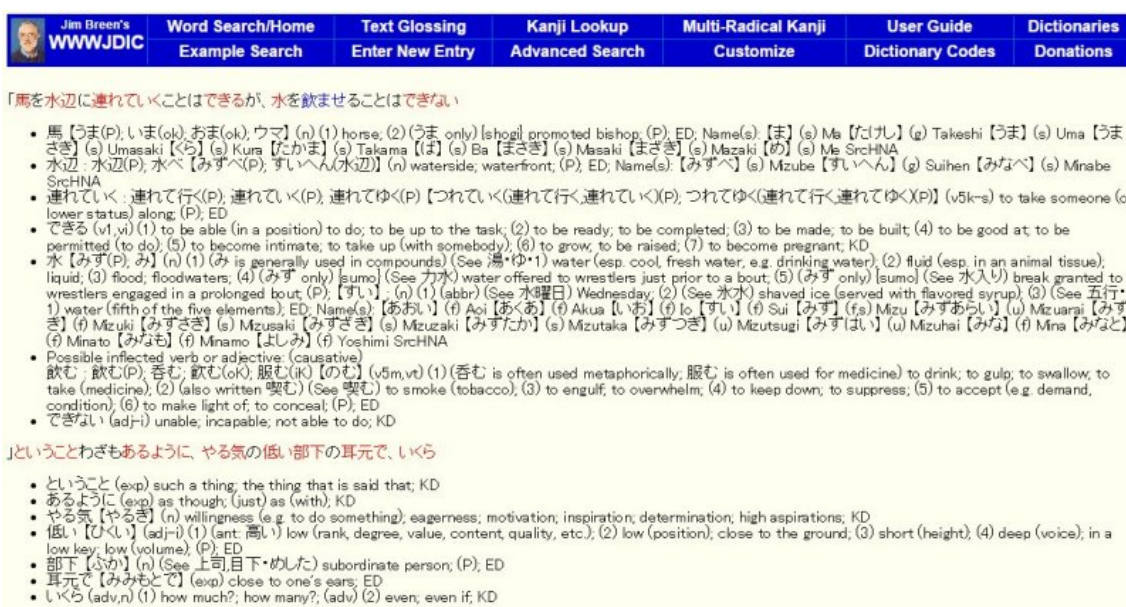 Jim Breen's
WWWJDIC
Word Search/Home
Text Glossing
Kanji Lookup
Multi-Radical Kanji
User Guide
Dictionaries
Example Search
Enter New Entry
Advanced Search
Customize
Dictionary Codes
Donations
「馬を水辺に連れていくことはできるが、水を飲ませることはできない
• 馬 【うま(P); いま(ok); おま(ok); ウマ】 (n) (1) horse; (2) (うま only) {shogi} promoted bishop; (P); ED; Name(s): 【ま】 (s) Ma 【たけし】 (g) Takeshi 【うま】 (s) Uma 【うま
さき】 (s) Umasaki 【くら】 (s) Kura 【たかま】 (s) Takama 【ば】 (s) Ba 【まさき】 (s) Masaki 【まざき】 (s) Mazaki 【め】 (s) Me SrcHNA
• 水辺 : 水辺(P); 水べ 【みずべ(P); すいへん(水辺)】 (n) waterside; waterfront; (P); ED; Name(s): 【みずべ】 (s) Mizube 【すいへん】 (g) Suihen 【みなべ】 (s) Minabe
SrcHNA
• 連れていく : 連れて行く(P); 連れていく(P); 連れてゆく(P) 【つれていく(連れて行く,連れていく)(P); つれてゆく(連れて行く,連れてゆく)(P)】 (v5k-s) to take someone (o
lower status) along; (P); ED
• できる (v1,vi) (1) to be able (in a position) to do; to be up to the task; (2) to be ready; to be completed; (3) to be made; to be built; (4) to be good at; to be
permitted (to do); (5) to become intimate; to take up (with somebody); (6) to grow; to be raised; (7) to become pregnant; KD
• 水 【みず(P); み】 (n) (1) (み is generally used in compounds) (See 湯・ゆ・1) water (esp. cool, fresh water, e.g. drinking water); (2) fluid (esp. in an animal tissue);
liquid; (3) flood; floodwaters; (4) (みず only) {sumo} (See 力水) water offered to wrestlers just prior to a bout; (5) (みず only) {sumo} (See 水入り) break granted to
wrestlers engaged in a prolonged bout; (P); 【すい】 : (n) (1) (abbr) (See 水曜日) Wednesday; (2) (See 氷水) shaved ice (served with flavored syrup); (3) (See 五行・
1) water (fifth of the five elements); ED; Name(s): 【あおい】 (f) Aoi 【あくあ】 (f) Akua 【いお】 (f) Io 【すい】 (f) Sui 【みず】 (f,s) Mizu 【みずあらい】 (u) Mizuarai 【みず
き】 (f) Mizuki 【みずさき】 (s) Mizusaki 【みずざき】 (s) Mizuzaki 【みずたか】 (s) Mizutaka 【みずつぎ】 (u) Mizutsugi 【みずはい】 (u) Mizuhai 【みな】 (f) Mina 【みなと】
(f) Minato 【みなも】 (f) Minamo 【よしみ】 (f) Yoshimi SrcHNA
• Possible inflected verb or adjective: (causative)
飲む : 飲む(P); 呑む; 飮む(oK); 服む(iK) 【のむ】 (v5m,vt) (1) (呑む is often used metaphorically; 服む is often used for medicine) to drink; to gulp; to swallow; to
take (medicine); (2) (also written 喫む) (See 喫む) to smoke (tobacco); (3) to engulf; to overwhelm; (4) to keep down; to suppress; (5) to accept (e.g. demand,
condition); (6) to make light of; to conceal; (P); ED
• できない (adj-i) unable; incapable; not able to do; KD
」ということわざもあるように、やる気の低い部下の耳元で、いくら
• ということ (exp) such a thing; the thing that is said that; KD
• あるように (exp) as though; (just) as (with); KD
• やる気 【やるき】 (n) willingness (e.g. to do something); eagerness; motivation; inspiration; determination; high aspirations; KD
• 低い 【ひくい】 (adj-i) (1) (ant: 高い) low (rank, degree, value, content, quality, etc.); (2) low (position); close to the ground; (3) short (height); (4) deep (voice); in a
low key; low (volume); (P); ED
• 部下 【ぶか】 (n) (See 上司,目下・めした) subordinate person; (P); ED
• 耳元で 【みみもとで】 (exp) close to one's ears; ED
• いくら (adv,n) (1) how much?; how many?; (adv) (2) even; even if; KD